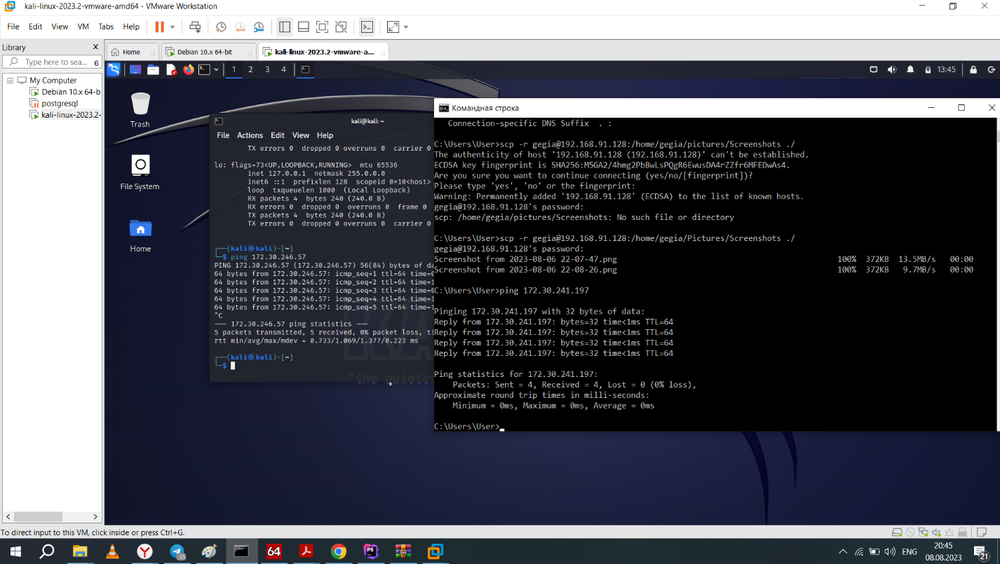 kali-linux-2023.2-vmware-amd64 - VMware Workstation
File Edit View VM Tabs Help
Library
Type here to sea...
My Computer
Debian 10.x 64-b
postgresql
kali-linux-2023.2-
Home
Debian 10.x 64-bit
kali-linux-2023.2-vmware-a...
1 2 3 4
13:45
Trash
File System
Home
kali@kali: ~
File Actions Edit View Help
TX errors 0 dropped 0 overruns 0 carrier 0
lo: flags=73<UP,LOOPBACK,RUNNING> mtu 65536
inet 127.0.0.1 netmask 255.0.0.0
inet6 ::1 prefixlen 128 scopeid 0×10<host>
loop txqueuelen 1000 (Local Loopback)
RX packets 4 bytes 240 (240.0 B)
RX errors 0 dropped 0 overruns 0 frame 0
TX packets 4 bytes 240 (240.0 B)
TX errors 0 dropped 0 overruns 0 carrier 0
┌──(kali㉿kali)-[~]
└─$ ping 172.30.246.57
PING 172.30.246.57 (172.30.246.57) 56(84) bytes of da
64 bytes from 172.30.246.57: icmp_seq=1 ttl=64 time=
64 bytes from 172.30.246.57: icmp_seq=2 ttl=64 time=1
64 bytes from 172.30.246.57: icmp_seq=3 ttl=64 time=
64 bytes from 172.30.246.57: icmp_seq=4 ttl=64 time=1
64 bytes from 172.30.246.57: icmp_seq=5 ttl=64 time=1
^C
--- 172.30.246.57 ping statistics ---
5 packets transmitted, 5 received, 0% packet loss, ti
rtt min/avg/max/mdev = 0.733/1.069/1.377/0.223 ms
┌──(kali㉿kali)-[~]
└─$
"the quieter
Командная строка
Connection-specific DNS Suffix . :
C:\Users\User>scp -r gegia@192.168.91.128:/home/gegia/pictures/Screenshots ./
The authenticity of host '192.168.91.128 (192.168.91.128)' can't be established.
ECDSA key fingerprint is SHA256:M5GA2/4hmg2PbBwLsPQgR6EwusDA4rZZfr6MFEDwAs4.
Are you sure you want to continue connecting (yes/no/[fingerprint])?
Please type 'yes', 'no' or the fingerprint:
Warning: Permanently added '192.168.91.128' (ECDSA) to the list of known hosts.
gegia@192.168.91.128's password:
scp: /home/gegia/pictures/Screenshots: No such file or directory
C:\Users\User>scp -r gegia@192.168.91.128:/home/gegia/Pictures/Screenshots ./
gegia@192.168.91.128's password:
Screenshot from 2023-08-06 22-07-47.png 100% 372KB 13.5MB/s 00:00
Screenshot from 2023-08-06 22-08-26.png 100% 372KB 9.7MB/s 00:00
C:\Users\User>ping 172.30.241.197
Pinging 172.30.241.197 with 32 bytes of data:
Reply from 172.30.241.197: bytes=32 time<1ms TTL=64
Reply from 172.30.241.197: bytes=32 time<1ms TTL=64
Reply from 172.30.241.197: bytes=32 time<1ms TTL=64
Reply from 172.30.241.197: bytes=32 time<1ms TTL=64
Ping statistics for 172.30.241.197:
Packets: Sent = 4, Received = 4, Lost = 0 (0% loss),
Approximate round trip times in milli-seconds:
Minimum = 0ms, Maximum = 0ms, Average = 0ms
C:\Users\User>
To direct input to this VM, click inside or press Ctrl+G.
55
64
PS
ENG
20:45
08.08.2023
21